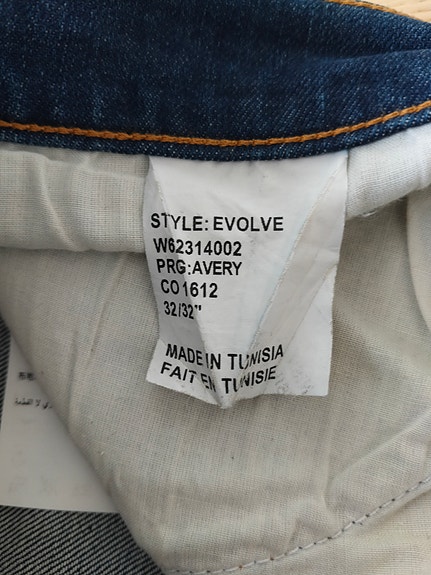 STYLE: EVOLVE
W62314002
PRG:AVERY
CO1612
32/32"
MADE IN TUNISIA
FAIT EN TUNISIE